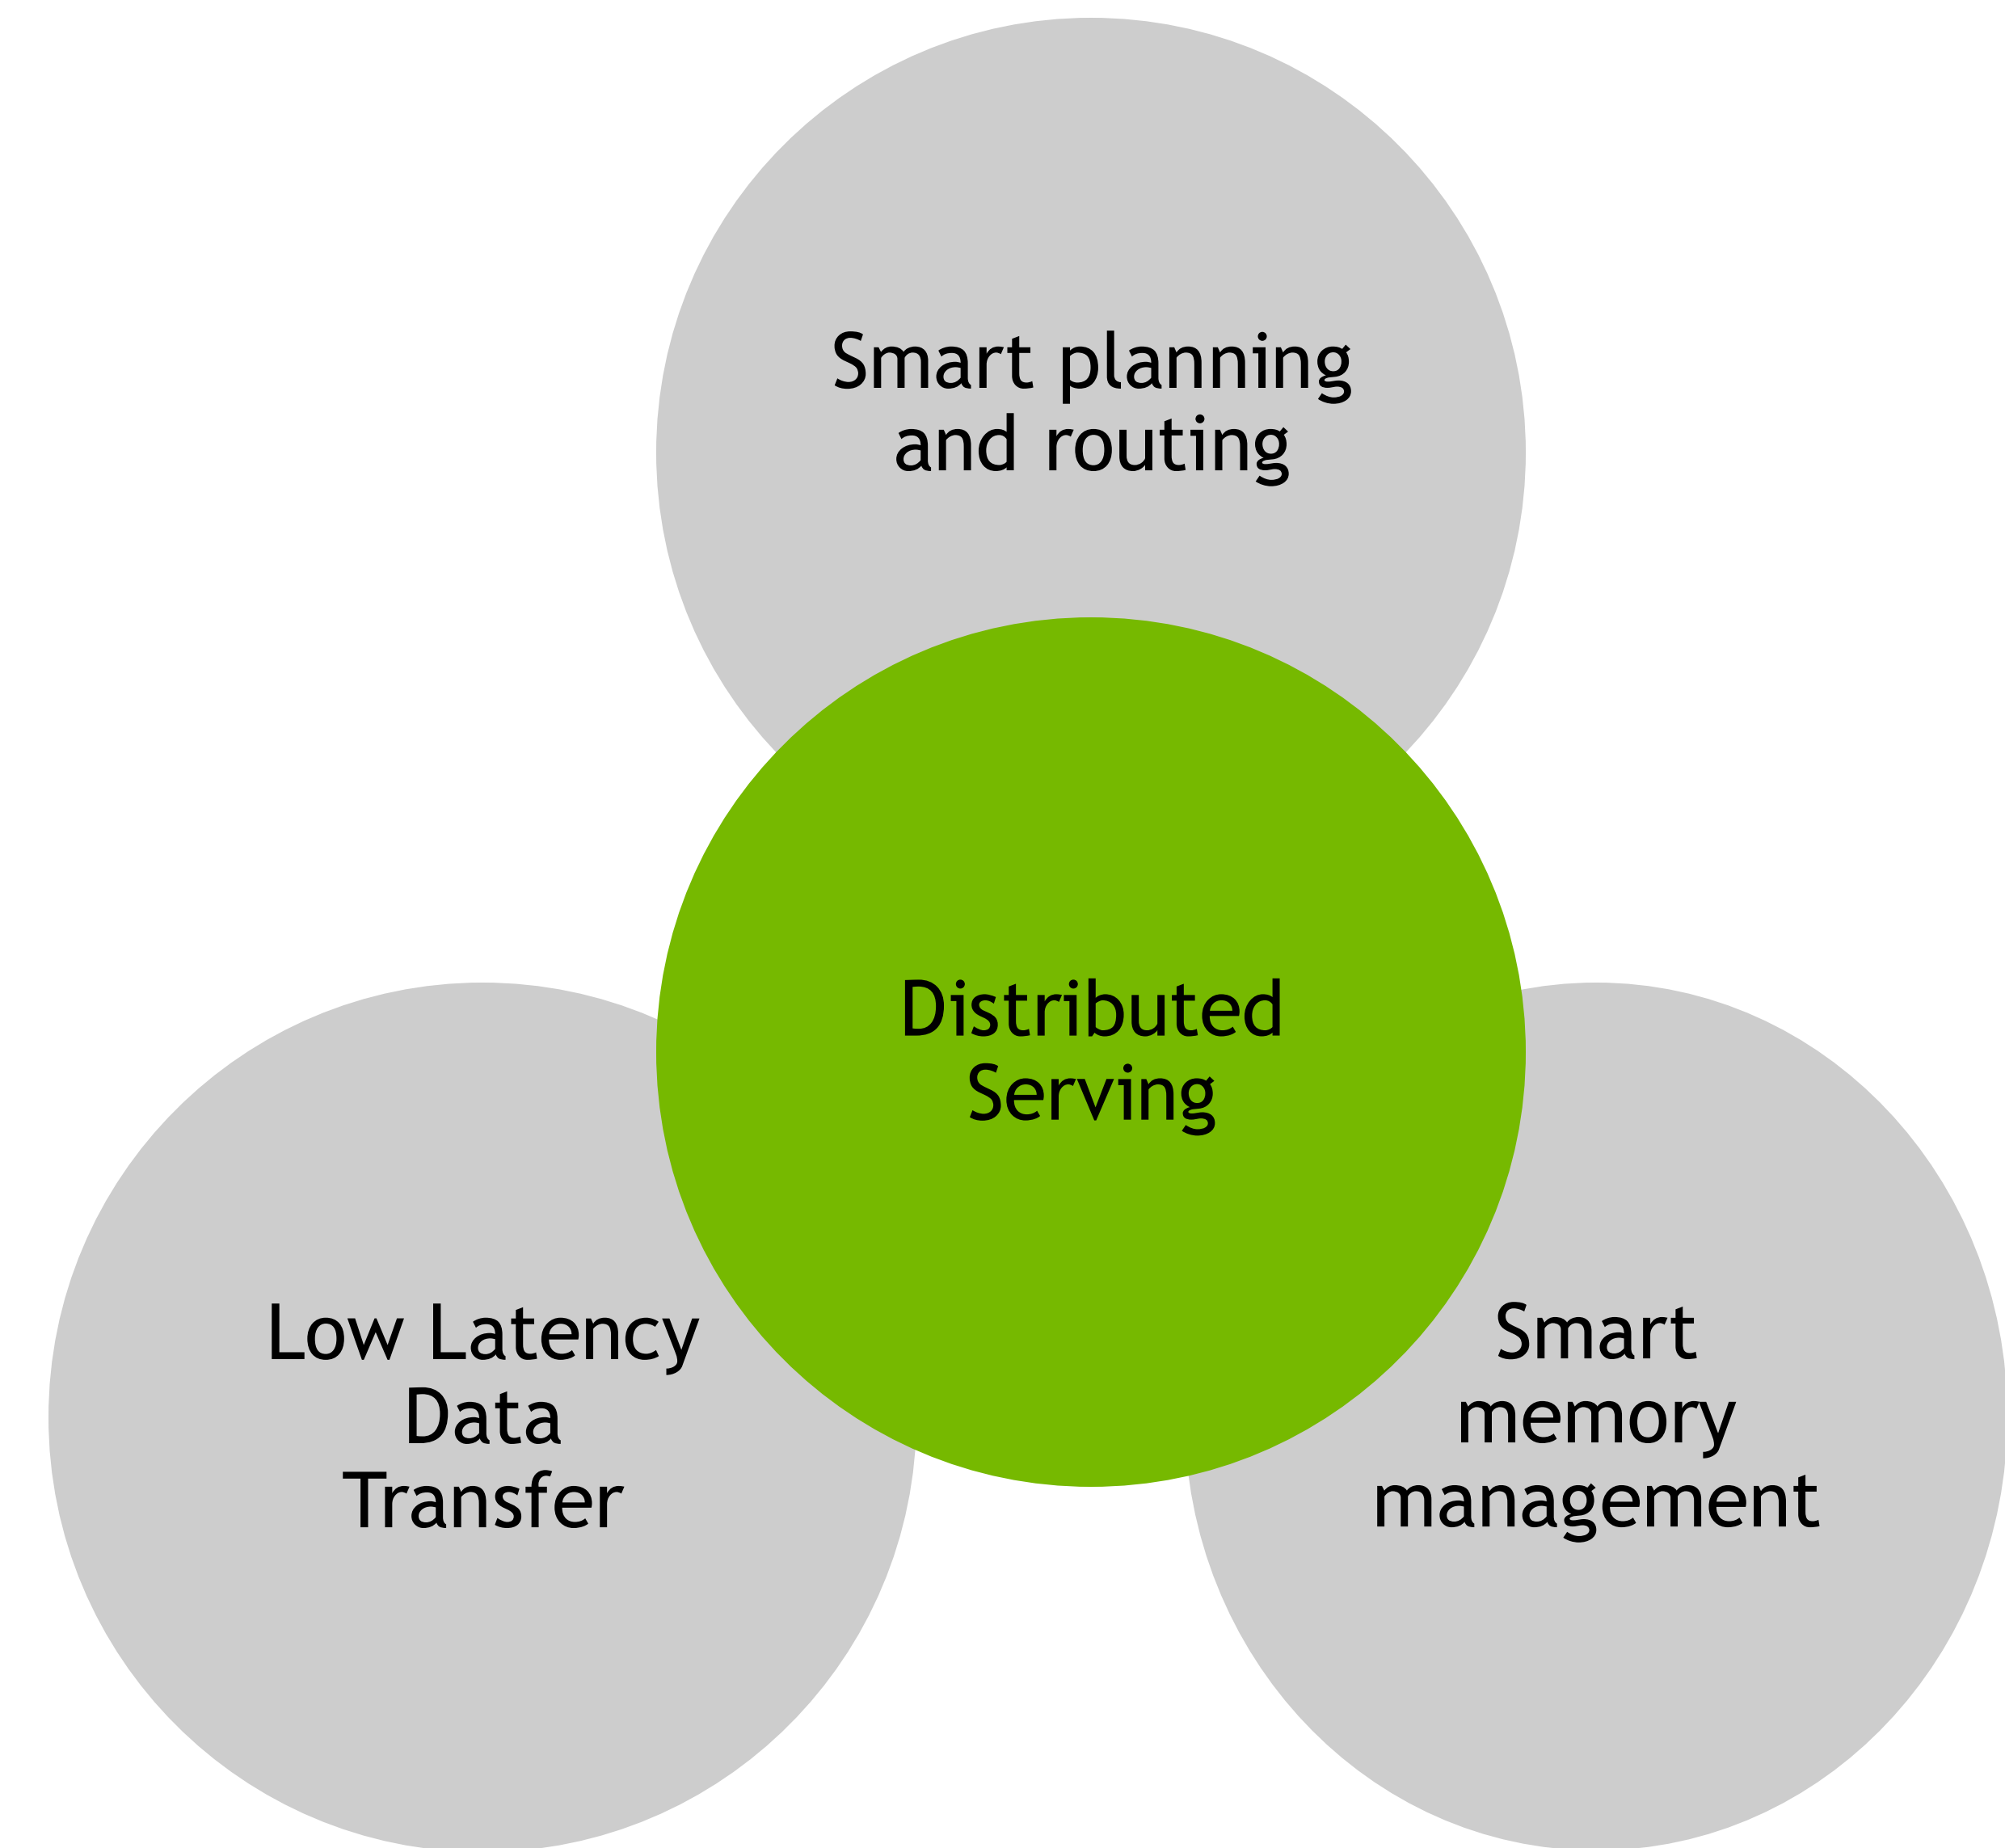 Smart planning
and routing
Distributed
Serving
Low Latency
Data
Transfer
Smart
memory
management